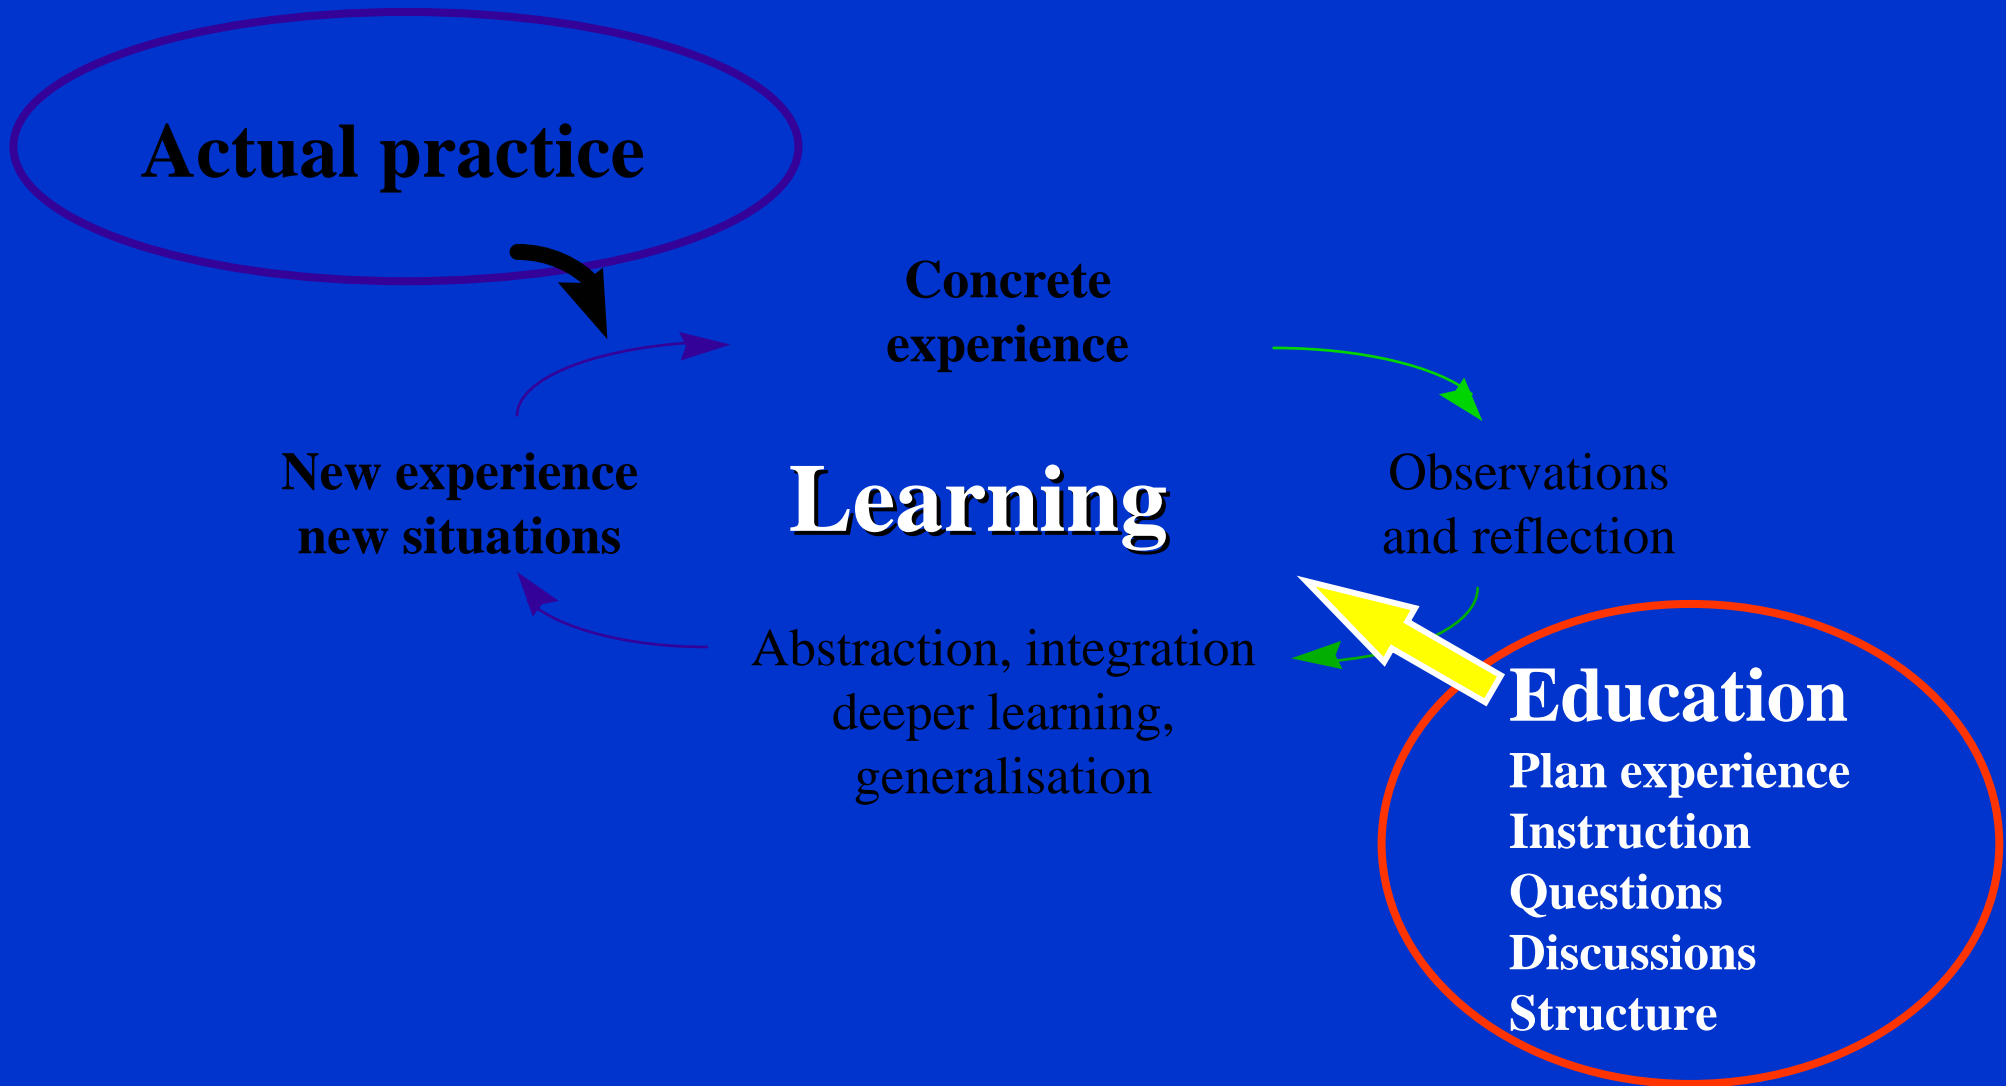 Actual practice
Concrete
experience
New experience
new situations
Learning
Observations
and reflection
Abstraction, integration
deeper learning,
generalisation
Education
Plan experience
Instruction
Questions
Discussions
Structure